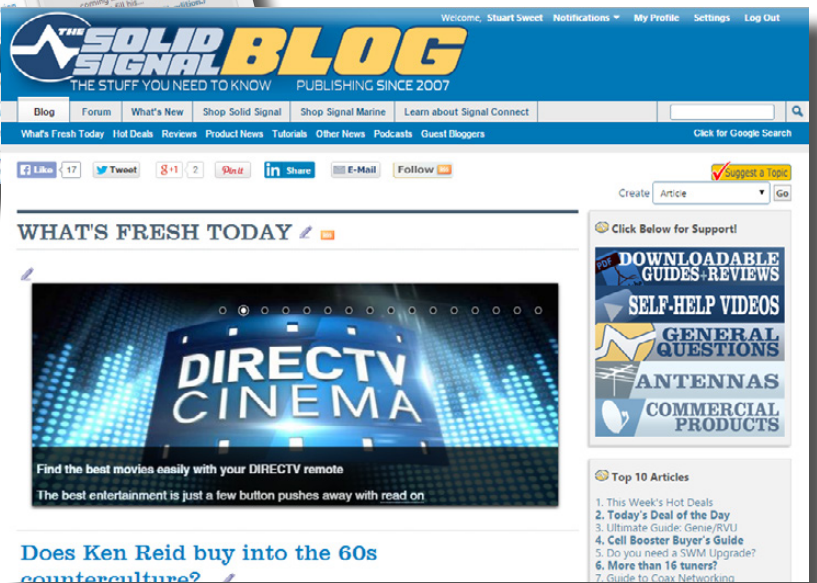 coming
Welcome, Stuart Sweet Notifications My Profile Settings Log Out
THE SOLID SIGNAL BLOG
THE STUFF YOU NEED TO KNOW PUBLISHING SINCE 2007
Blog Forum What's New Shop Solid Signal Shop Signal Marine Learn about Signal Connect
What's Fresh Today Hot Deals Reviews Product News Tutorials Other News Podcasts Guest Bloggers Click for Google Search
Like 17 Tweet g+1 2 Pin it in Share E-Mail Follow
Suggest a Topic
Create Article Go
WHAT'S FRESH TODAY
DIRECTV
CINEMA
Find the best movies easily with your DIRECTV remote
The best entertainment is just a few button pushes away with read on
Does Ken Reid buy into the 60s
counterculture?
Click Below for Support!
PDF DOWNLOADABLE
GUIDES+REVIEWS
SELF-HELP VIDEOS
GENERAL
QUESTIONS
ANTENNAS
COMMERCIAL
PRODUCTS
Top 10 Articles
1. This Week's Hot Deals
2. Today's Deal of the Day
3. Ultimate Guide: Genie/RVU
4. Cell Booster Buyer's Guide
5. Do you need a SWM Upgrade?
6. More than 16 tuners?
7. Guide to Coax Networking